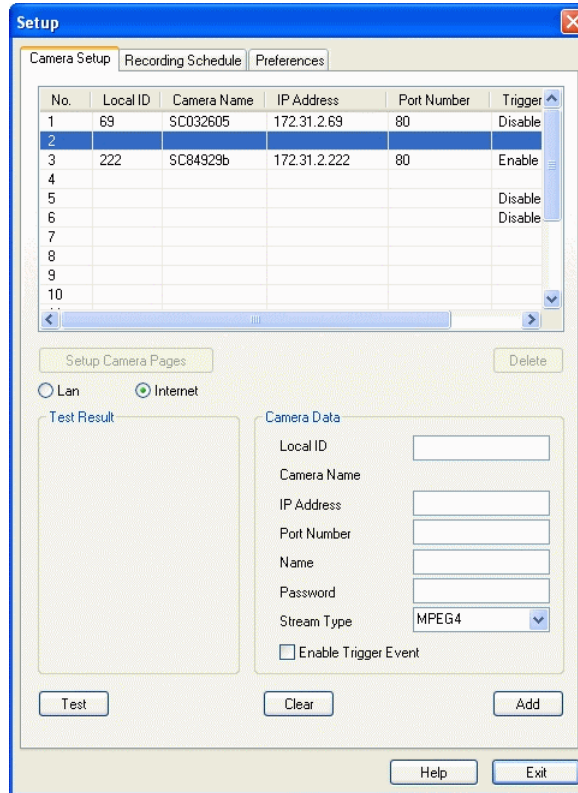 Setup
Camera Setup Recording Schedule Preferences
No. Local ID Camera Name IP Address Port Number Trigger
1 69 SC032605 172.31.2.69 80 Disable
2
3 222 SC84929b 172.31.2.222 80 Enable
4
5 Disable
6 Disable
7
8
9
10
Setup Camera Pages Delete
Lan Internet
Test Result Camera Data
Local ID
Camera Name
IP Address
Port Number
Name
Password
Stream Type MPEG4
Enable Trigger Event
Test Clear Add
Help Exit